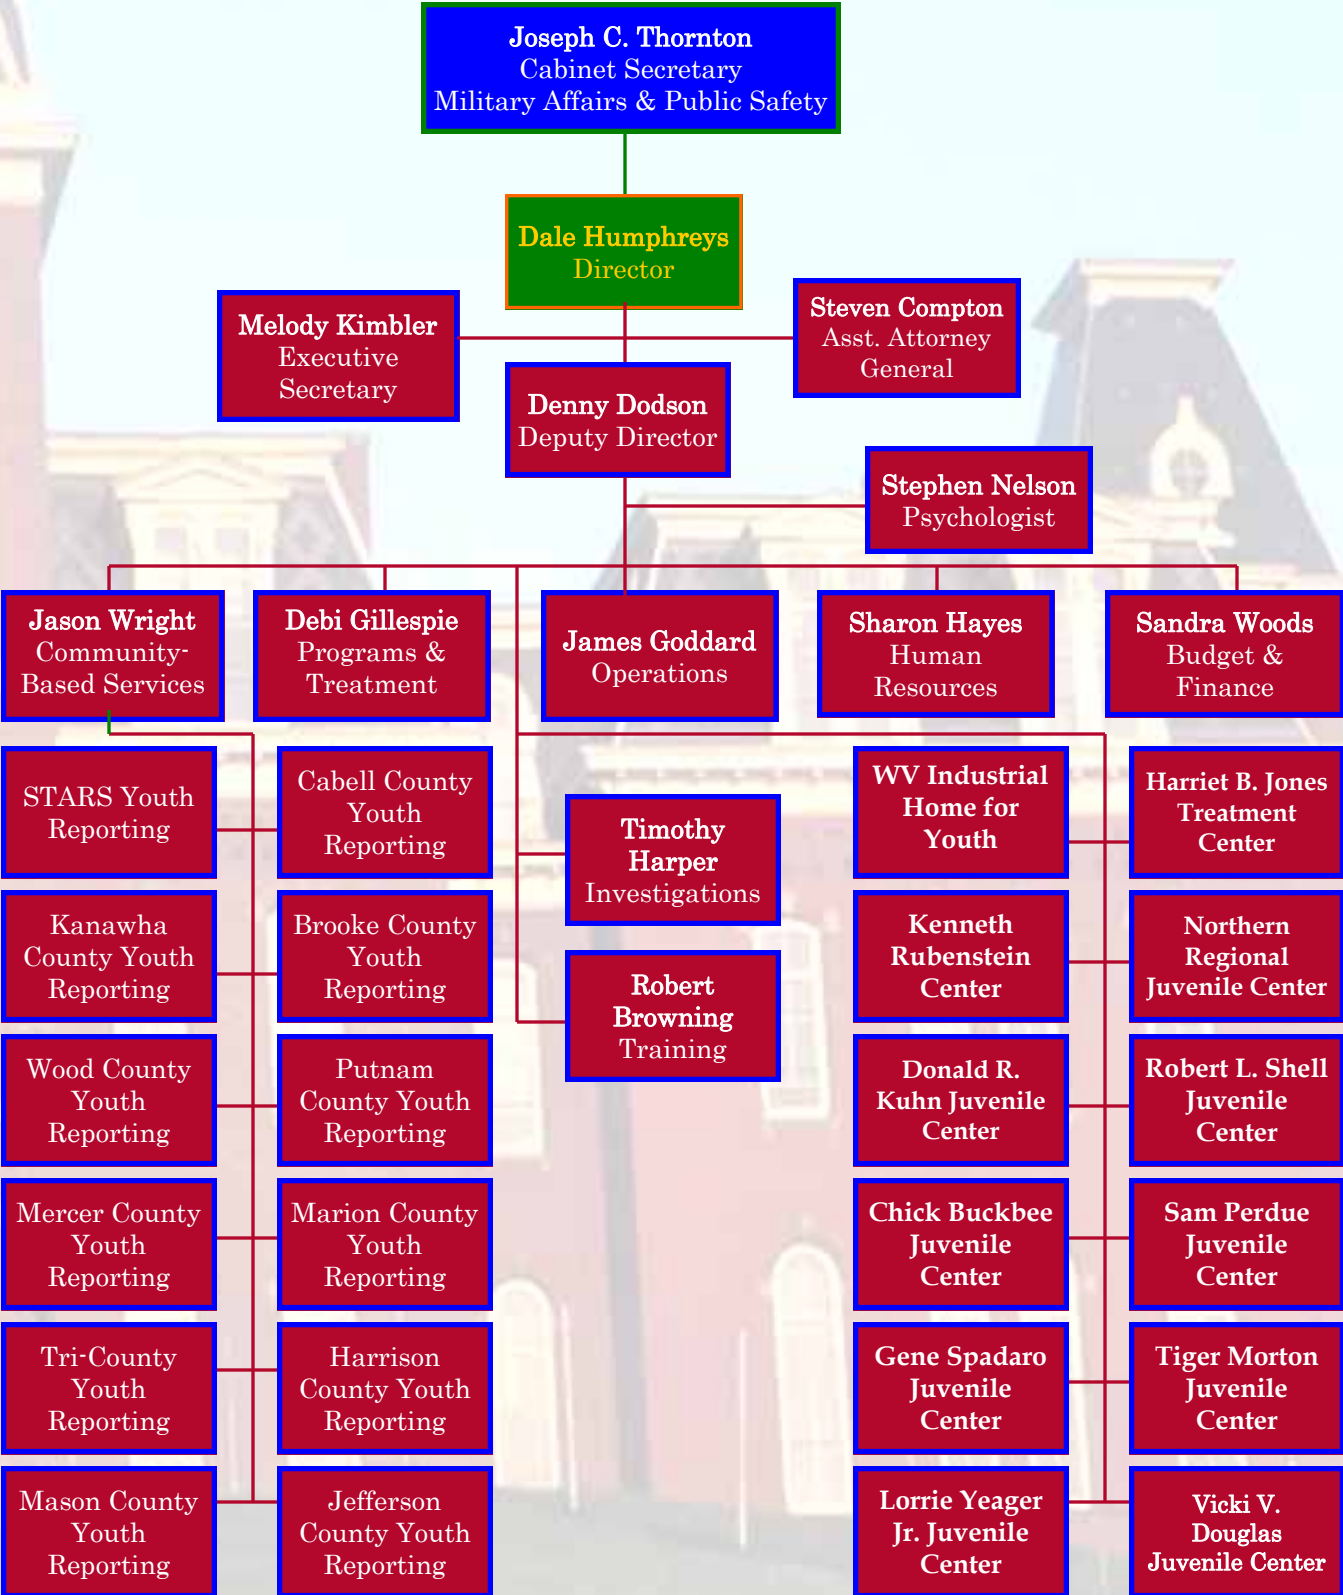 Joseph C. Thornton
Cabinet Secretary
Military Affairs & Public Safety
Dale Humphreys
Director
Melody Kimbler
Executive
Secretary
Steven Compton
Asst. Attorney
General
Denny Dodson
Deputy Director
Stephen Nelson
Psychologist
Jason Wright
Community-
Based Services
Debi Gillespie
Programs &
Treatment
James Goddard
Operations
Sharon Hayes
Human
Resources
Sandra Woods
Budget &
Finance
STARS Youth
Reporting
Cabell County
Youth
Reporting
Kanawha
County Youth
Reporting
Brooke County
Youth
Reporting
Wood County
Youth
Reporting
Putnam
County Youth
Reporting
Mercer County
Youth
Reporting
Marion County
Youth
Reporting
Tri-County
Youth
Reporting
Harrison
County Youth
Reporting
Mason County
Youth
Reporting
Jefferson
County Youth
Reporting
Timothy
Harper
Investigations
Robert
Browning
Training
WV Industrial
Home for
Youth
Harriet B. Jones
Treatment
Center
Kenneth
Rubenstein
Center
Northern
Regional
Juvenile Center
Donald R.
Kuhn Juvenile
Center
Robert L. Shell
Juvenile
Center
Chick Buckbee
Juvenile
Center
Sam Perdue
Juvenile
Center
Gene Spadaro
Juvenile
Center
Tiger Morton
Juvenile
Center
Lorrie Yeager
Jr. Juvenile
Center
Vicki V.
Douglas
Juvenile Center